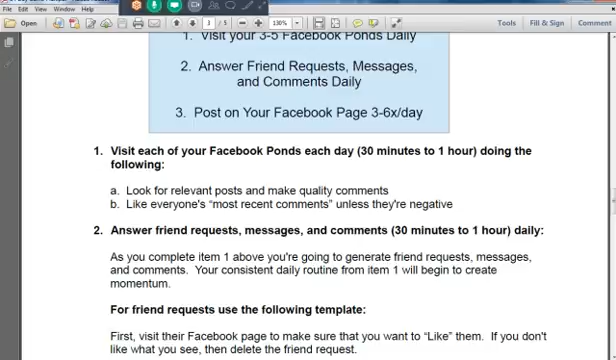 File Edit View Window Help
Open
1 / 5
130%
Tools
Fill & Sign
Comment
1. Visit your 3-5 Facebook Ponds Daily
2. Answer Friend Requests, Messages,
and Comments Daily
3. Post on Your Facebook Page 3-6x/day
1. Visit each of your Facebook Ponds each day (30 minutes to 1 hour) doing the
following:
a. Look for relevant posts and make quality comments
b. Like everyone's “most recent comments” unless they're negative
2. Answer friend requests, messages, and comments (30 minutes to 1 hour) daily:
As you complete item 1 above you're going to generate friend requests, messages,
and comments. Your consistent daily routine from item 1 will begin to create
momentum.
For friend requests use the following template:
First, visit their Facebook page to make sure that you want to “Like” them. If you don't
like what you see, then delete the friend request.